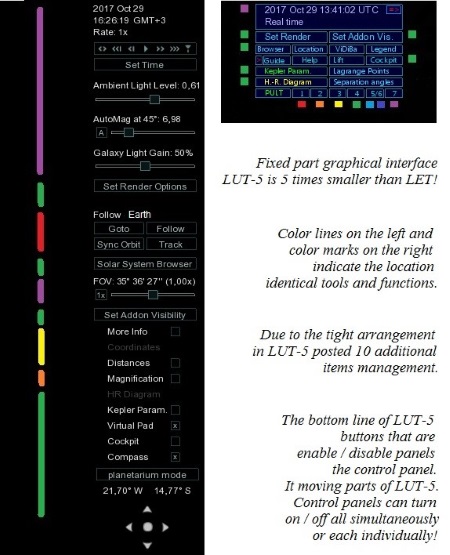 2017 Oct 29
16:26:19 GMT+3
Rate: 1x
Set Time
Ambient Light Level: 0,61
AutoMag at 45°: 6,98
A
Galaxy Light Gain: 50%
Set Render Options
Follow Earth
Goto Follow
Sync Orbit Track
Solar System Browser
FOV: 35° 36' 27" (1,00x)
1x
Set Addon Visibility
More Info
Coordinates
Distances
Magnification
HR Diagram
Kepler Param.
Virtual Pad x
Cockpit
Compass x
planetarium mode
21,70° W 14,77° S
2017 Oct 29 13:41:02 UTC
Real time
Set Render Set Addon Vis.
Browser Location ViDiBa Legend
Guide Help Lift Cockpit
Kepler Param. Lagrange Points
H.-R. Diagram Separation angles
PULT 1 2 3 4 5/6 7
Fixed part graphical interface
LUT-5 is 5 times smaller than LET!
Color lines on the left and
color marks on the right
indicate the location
identical tools and functions.
Due to the tight arrangement
in LUT-5 posted 10 additional
items management.
The bottom line of LUT-5
buttons that are
enable / disable panels
the control panel.
It moving parts of LUT-5.
Control panels can turn
on / off all simultaneously
or each individually!